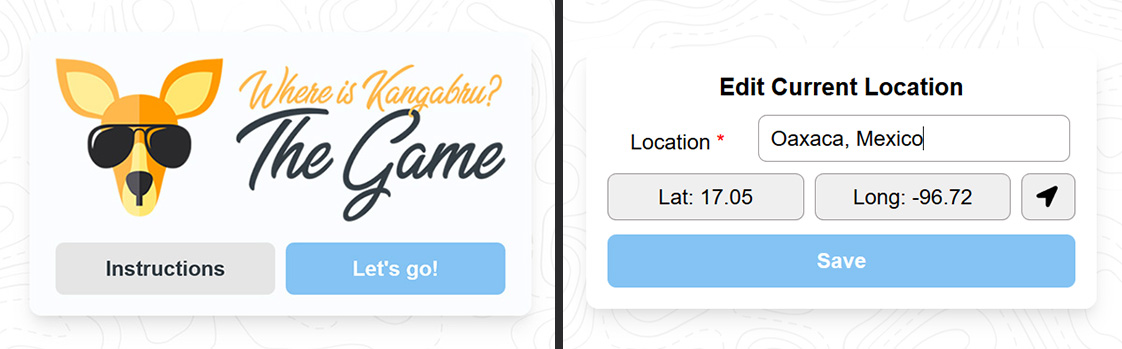 Where is Kangabru?
The Game
Instructions
Let's go!
Edit Current Location
Location *
Oaxaca, Mexico
Lat: 17.05
Long: -96.72
Save